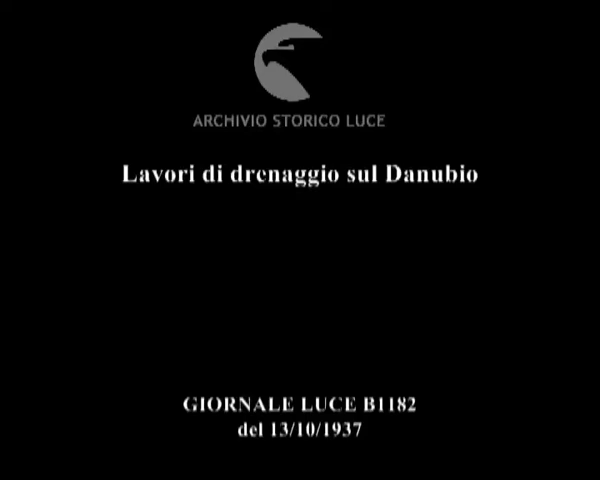 ARCHIVIO STORICO LUCE
Lavori di drenaggio sul Danubio
GIORNALE LUCE B1182
del 13/10/1937